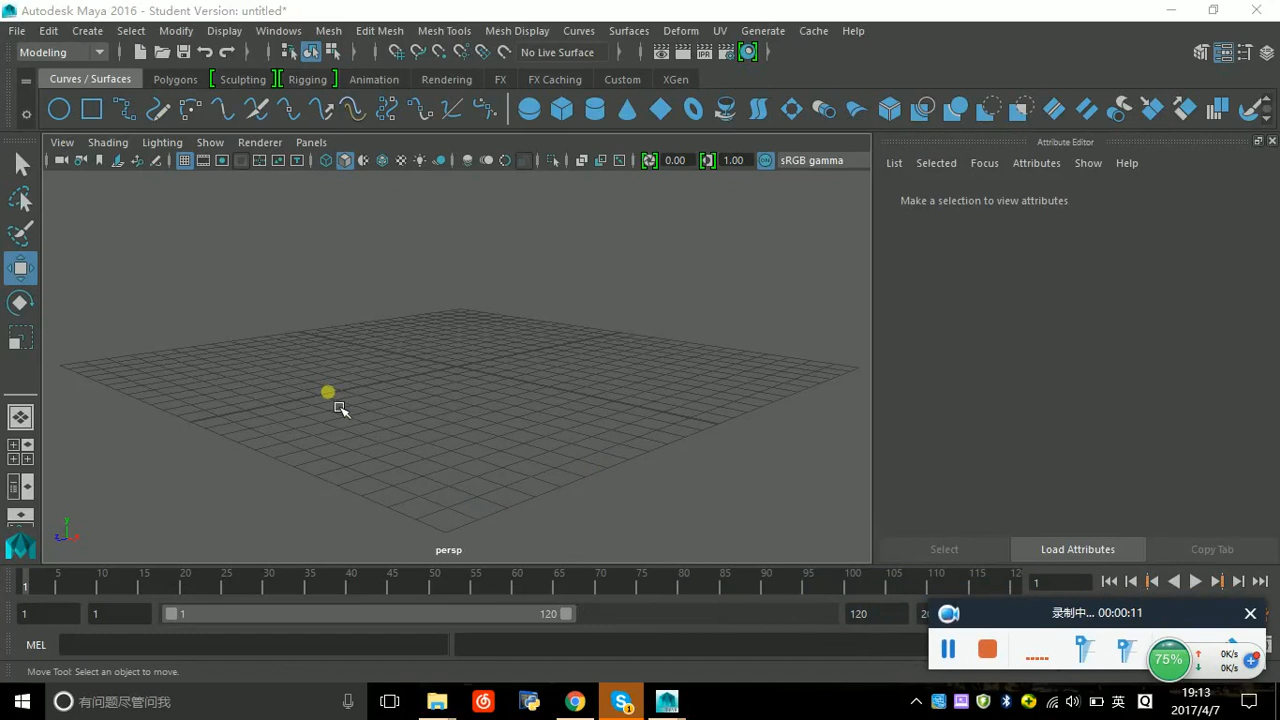 Autodesk Maya 2016 - Student Version: untitled*
File Edit Create Select Modify Display Windows Mesh Edit Mesh Mesh Tools Mesh Display Curves Surfaces Deform UV Generate Cache Help
Modeling No Live Surface
Curves / Surfaces Polygons Sculpting Rigging Animation Rendering FX FX Caching Custom XGen
View Shading Lighting Show Renderer Panels
0.00 1.00 ON sRGB gamma
Attribute Editor
List Selected Focus Attributes Show Help
Make a selection to view attributes
y
z x
persp
Select Load Attributes Copy Tab
1 5 10 15 20 25 30 35 40 45 50 55 60 65 70 75 80 85 90 95 100 105 110 115 12 1
1 1 1 120 120
录制中... 00:00:11
MEL
75% 0K/s
0K/s
Move Tool: Select an object to move.
有问题尽管问我
英
19:13
2017/4/7